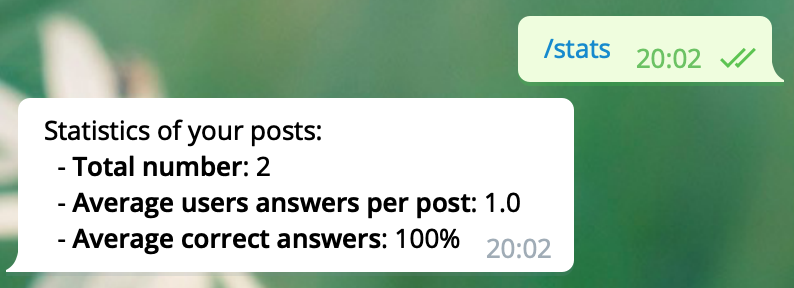 /stats 20:02
Statistics of your posts:
- Total number: 2
- Average users answers per post: 1.0
- Average correct answers: 100% 20:02